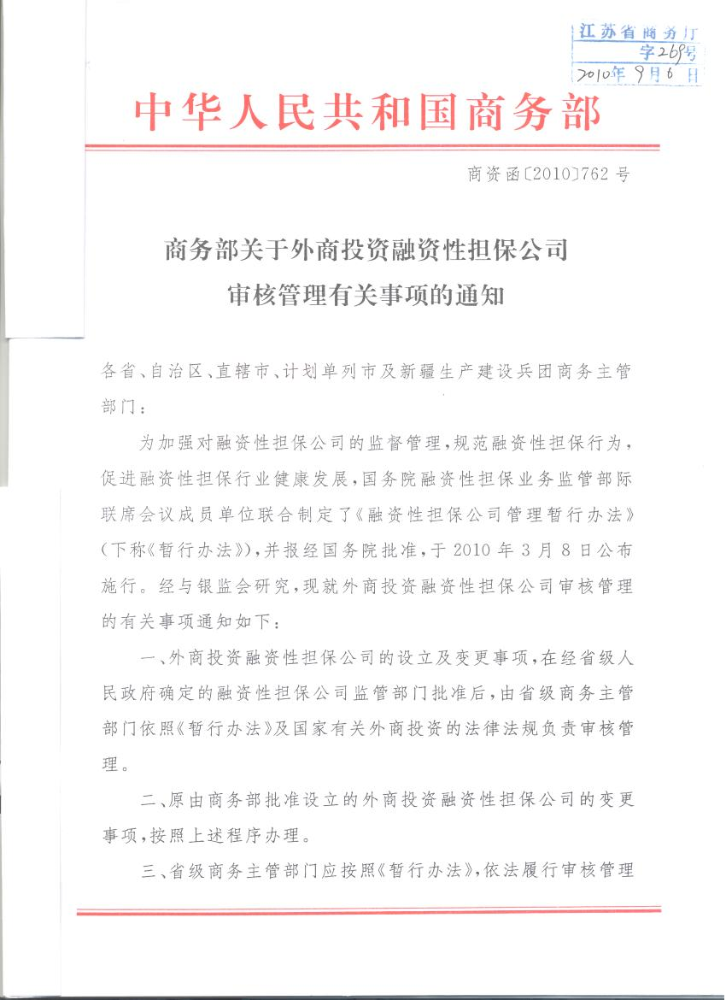 江苏省商务厅
字269号
2010年9月6日
中华人民共和国商务部
商资函〔2010〕762号
商务部关于外商投资融资性担保公司
审核管理有关事项的通知
各省、自治区、直辖市、计划单列市及新疆生产建设兵团商务主管
部门：
为加强对融资性担保公司的监督管理，规范融资性担保行为，
促进融资性担保行业健康发展，国务院融资性担保业务监管部际
联席会议成员单位联合制定了《融资性担保公司管理暂行办法》
（下称《暂行办法》），并报经国务院批准，于2010年3月8日公布
施行。经与银监会研究，现就外商投资融资性担保公司审核管理
的有关事项通知如下：
一、外商投资融资性担保公司的设立及变更事项，在经省级人
民政府确定的融资性担保公司监管部门批准后，由省级商务主管
部门依照《暂行办法》及国家有关外商投资的法律法规负责审核管
理。
二、原由商务部批准设立的外商投资融资性担保公司的变更
事项，按照上述程序办理。
三、省级商务主管部门应按照《暂行办法》，依法履行审核管理